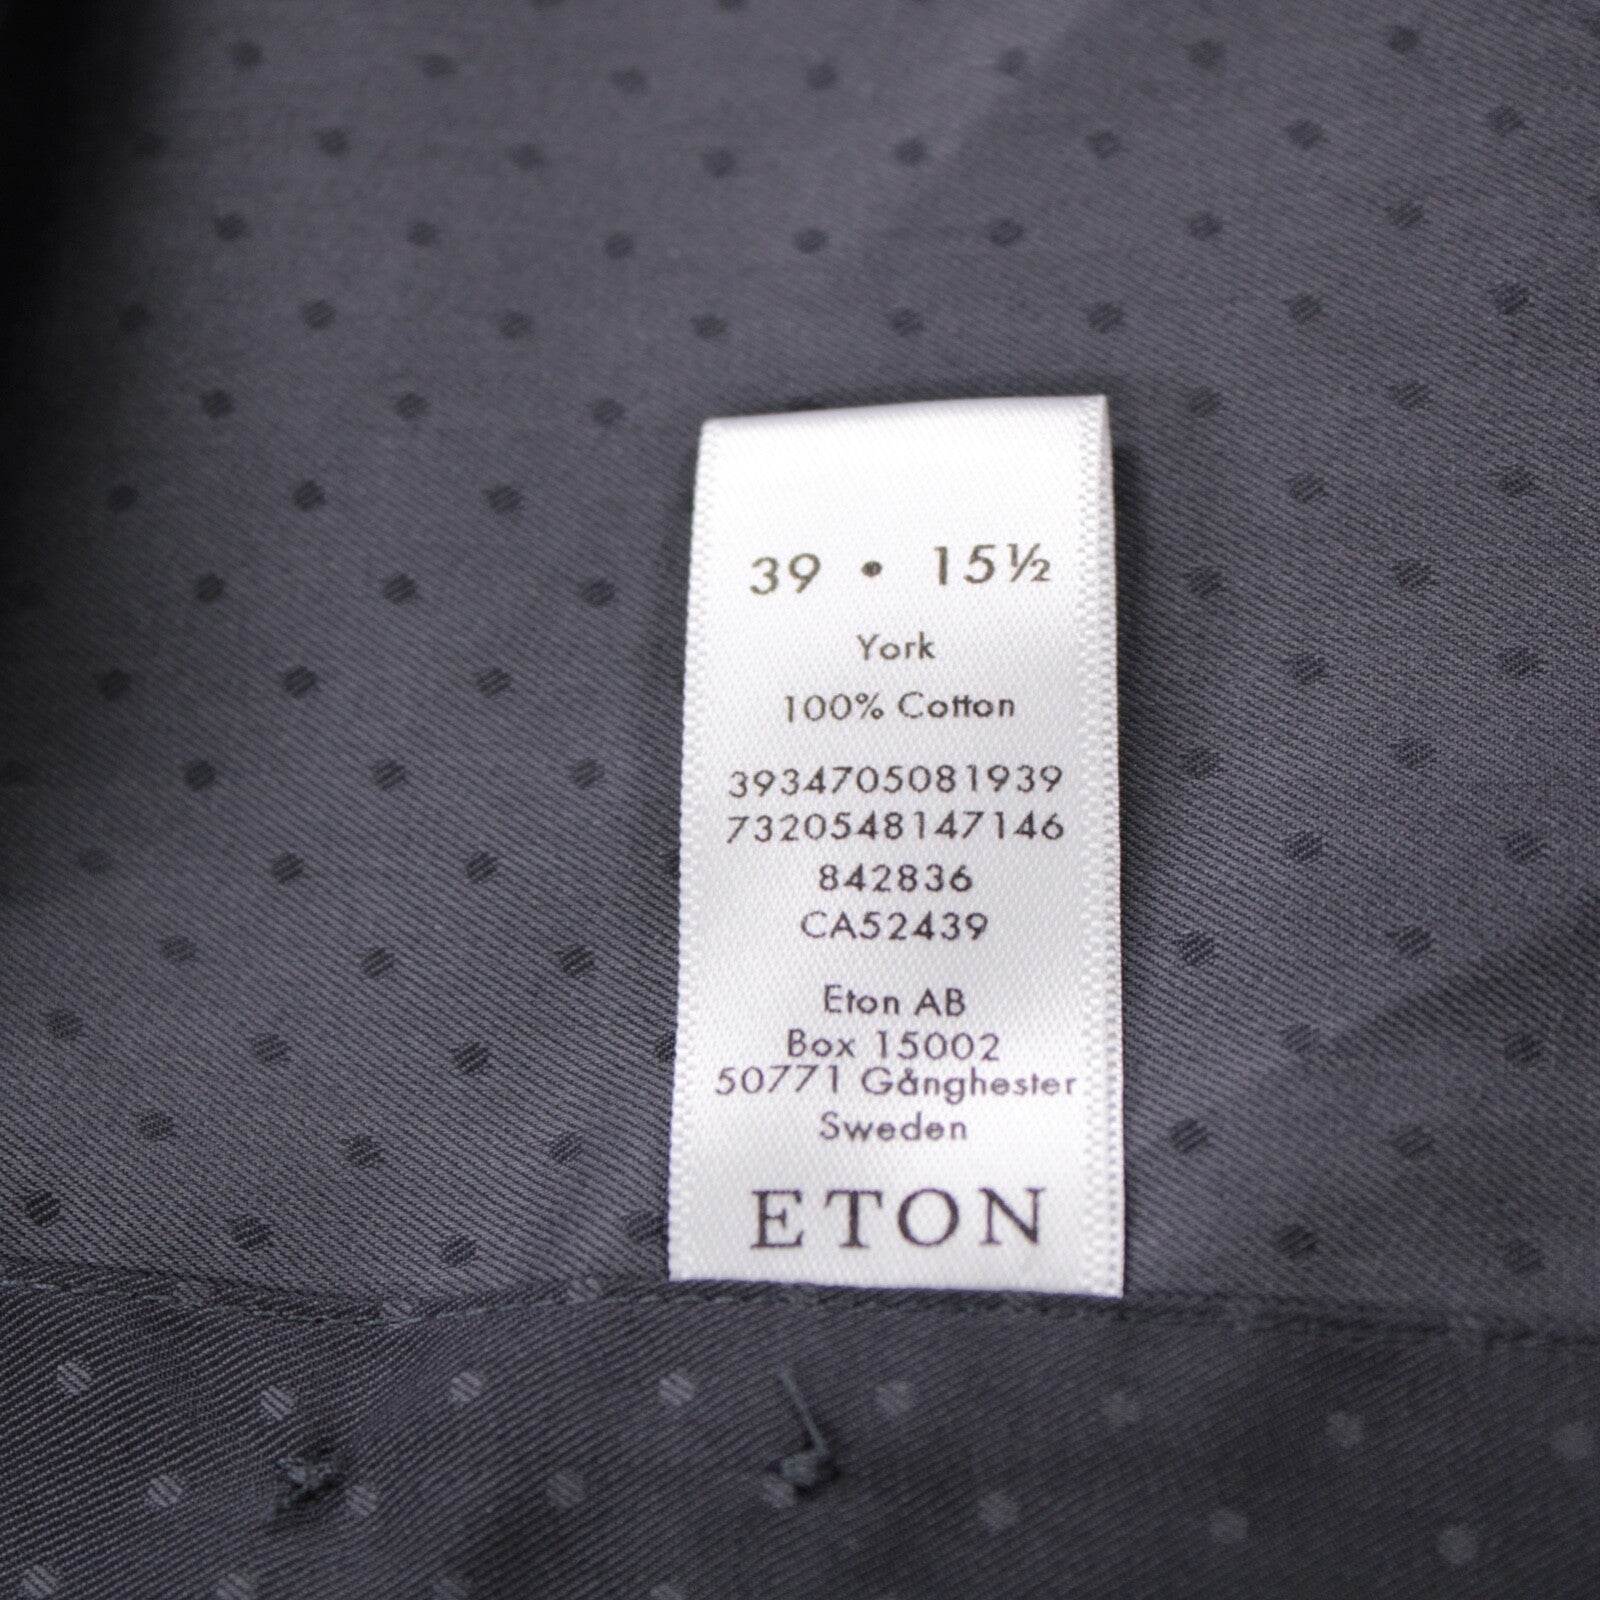 39 • 15½
York
100% Cotton
3934705081939
7320548147146
842836
CA52439
Eton AB
Box 15002
50771 Gånghester
Sweden
ETON